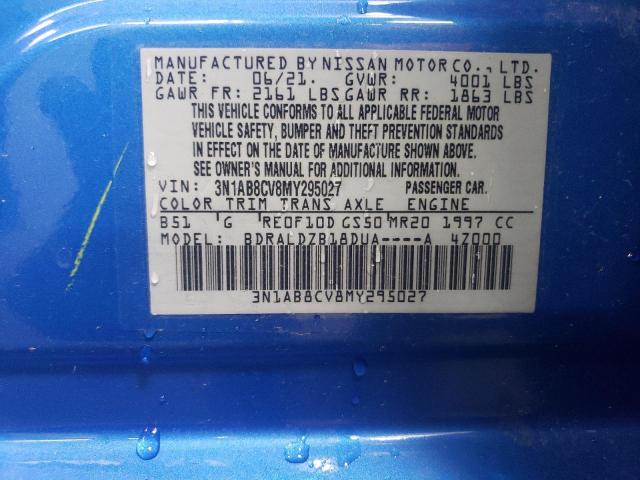 MANUFACTURED BY NISSAN MOTOR CO., LTD.
DATE: 06/21. GVWR: 4001 LBS
GAWR FR: 2161 LBS GAWR RR: 1863 LBS
THIS VEHICLE CONFORMS TO ALL APPLICABLE FEDERAL MOTOR
VEHICLE SAFETY, BUMPER AND THEFT PREVENTION STANDARDS
IN EFFECT ON THE DATE OF MANUFACTURE SHOWN ABOVE.
SEE OWNER'S MANUAL FOR ADDITIONAL INFORMATION.
VIN: 3N1AB8CV8MY295027 PASSENGER CAR.
COLOR TRIM TRANS AXLE ENGINE
B51 G RE0F10D GS50 MR20 1997 CC
MODEL: BDRALDZB18DUA----A 4Z000
3N1AB8CV8MY295027